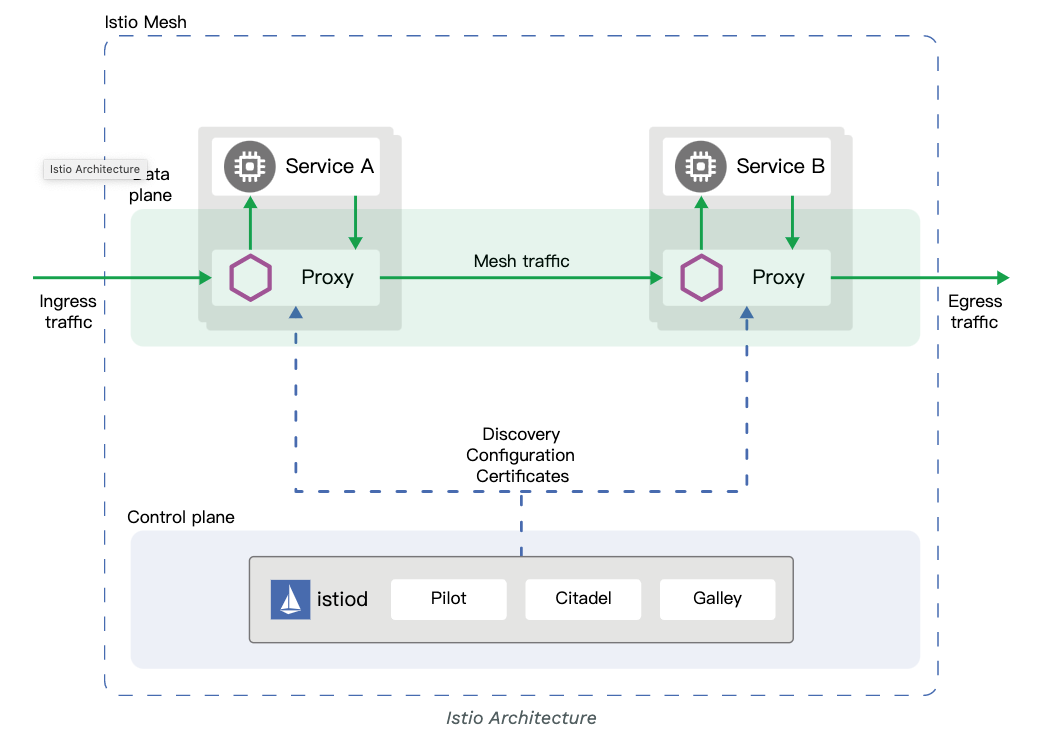 Istio Mesh
Istio Architecture
plane
Service A
Service B
Proxy
Mesh traffic
Proxy
Ingress
traffic
Egress
traffic
Discovery
Configuration
Certificates
Control plane
istiod
Pilot
Citadel
Galley
Istio Architecture